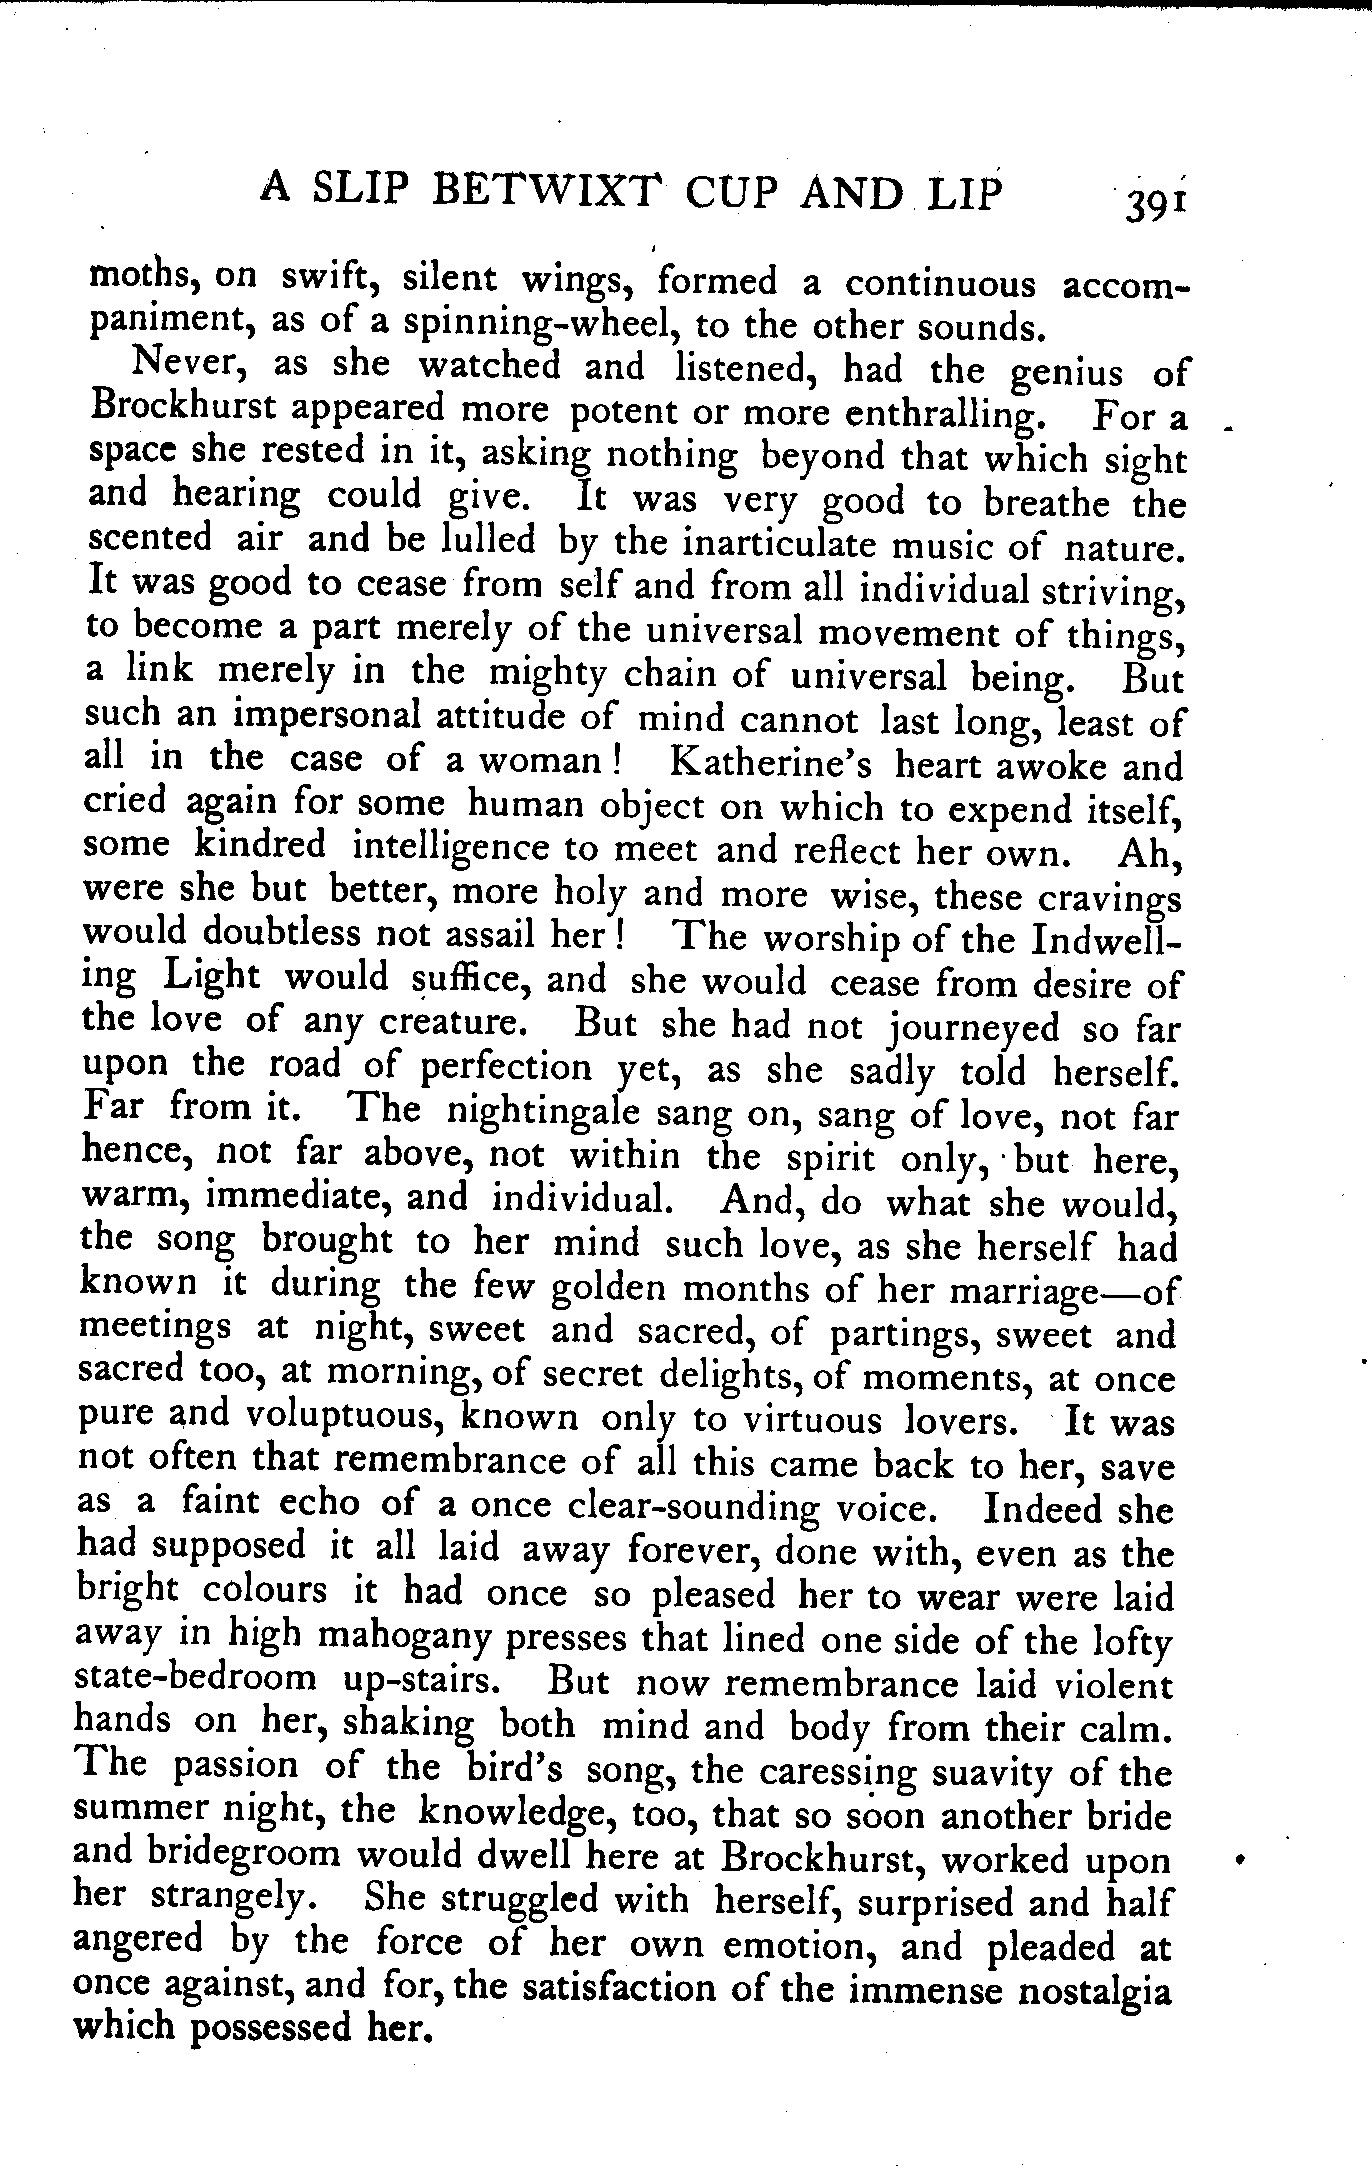 A SLIP BETWIXT CUP AND LIP 391
moths, on swift, silent wings, formed a continuous accom-
paniment, as of a spinning-wheel, to the other sounds.
Never, as she watched and listened, had the genius of
Brockhurst appeared more potent or more enthralling. For a
space she rested in it, asking nothing beyond that which sight
and hearing could give. It was very good to breathe the
scented air and be lulled by the inarticulate music of nature.
It was good to cease from self and from all individual striving,
to become a part merely of the universal movement of things,
a link merely in the mighty chain of universal being. But
such an impersonal attitude of mind cannot last long, least of
all in the case of a woman! Katherine's heart awoke and
cried again for some human object on which to expend itself,
some kindred intelligence to meet and reflect her own. Ah,
were she but better, more holy and more wise, these cravings
would doubtless not assail her! The worship of the Indwell-
ing Light would suffice, and she would cease from desire of
the love of any creature. But she had not journeyed so far
upon the road of perfection yet, as she sadly told herself.
Far from it. The nightingale sang on, sang of love, not far
hence, not far above, not within the spirit only, but here,
warm, immediate, and individual. And, do what she would,
the song brought to her mind such love, as she herself had
known it during the few golden months of her marriage—of
meetings at night, sweet and sacred, of partings, sweet and
sacred too, at morning, of secret delights, of moments, at once
pure and voluptuous, known only to virtuous lovers. It was
not often that remembrance of all this came back to her, save
as a faint echo of a once clear-sounding voice. Indeed she
had supposed it all laid away forever, done with, even as the
bright colours it had once so pleased her to wear were laid
away in high mahogany presses that lined one side of the lofty
state-bedroom up-stairs. But now remembrance laid violent
hands on her, shaking both mind and body from their calm.
The passion of the bird's song, the caressing suavity of the
summer night, the knowledge, too, that so soon another bride
and bridegroom would dwell here at Brockhurst, worked upon
her strangely. She struggled with herself, surprised and half
angered by the force of her own emotion, and pleaded at
once against, and for, the satisfaction of the immense nostalgia
which possessed her.